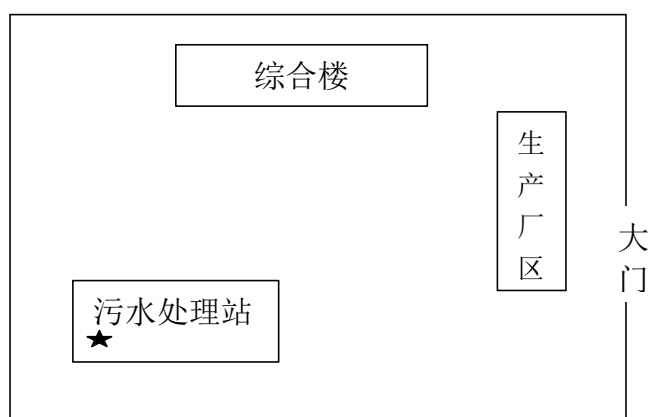 综合楼
生产厂区
大门
污水处理站